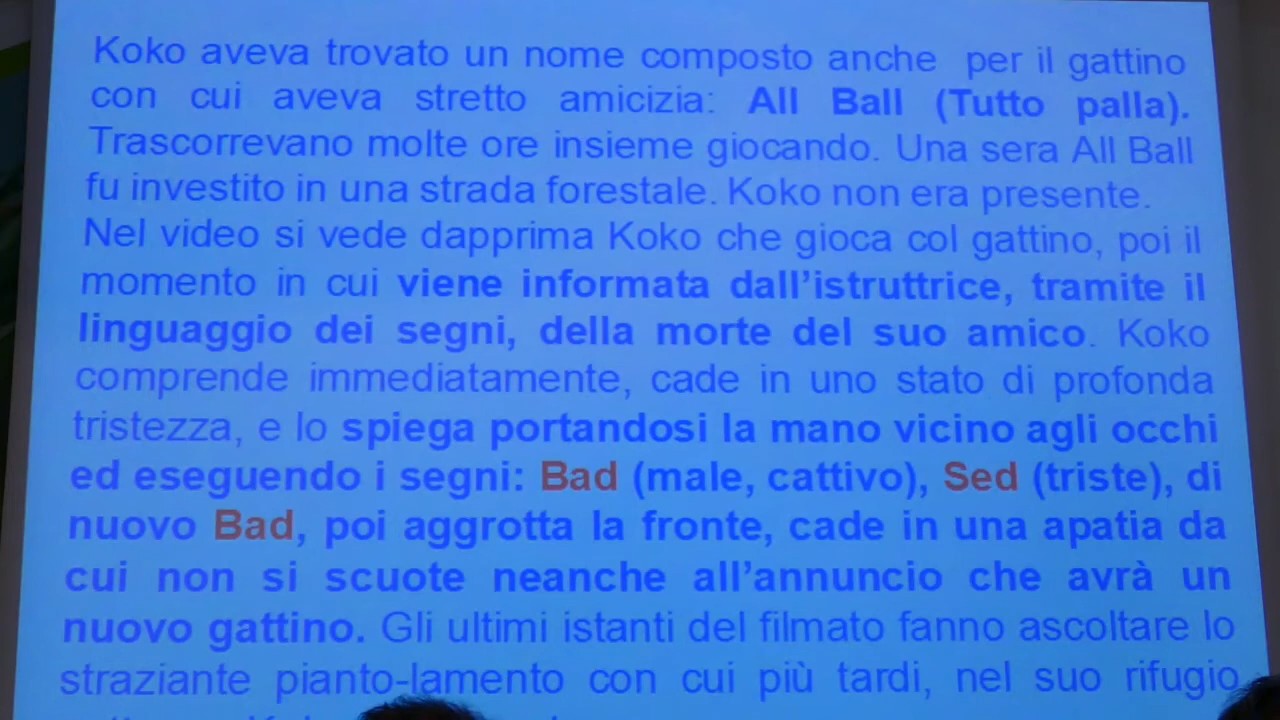 Koko aveva trovato un nome composto anche per il gattino
con cui aveva stretto amicizia: All Ball (Tutto palla).
Trascorrevano molte ore insieme giocando. Una sera All Ball
fu investito in una strada forestale. Koko non era presente.
Nel video si vede dapprima Koko che gioca col gattino, poi il
momento in cui viene informata dall'istruttrice, tramite il
linguaggio dei segni, della morte del suo amico. Koko
comprende immediatamente, cade in uno stato di profonda
tristezza, e lo spiega portandosi la mano vicino agli occhi
ed eseguendo i segni: Bad (male, cattivo), Sed (triste), di
nuovo Bad, poi aggrotta la fronte, cade in una apatia da
cui non si scuote neanche all'annuncio che avrà un
nuovo gattino. Gli ultimi istanti del filmato fanno ascoltare lo
straziante pianto-lamento con cui più tardi, nel suo rifugio